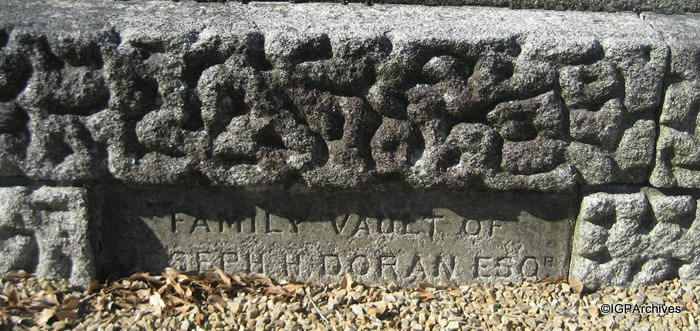 FAMILY VAULT OF
JOSEPH H. DORAN ESQR
©IGPArchives